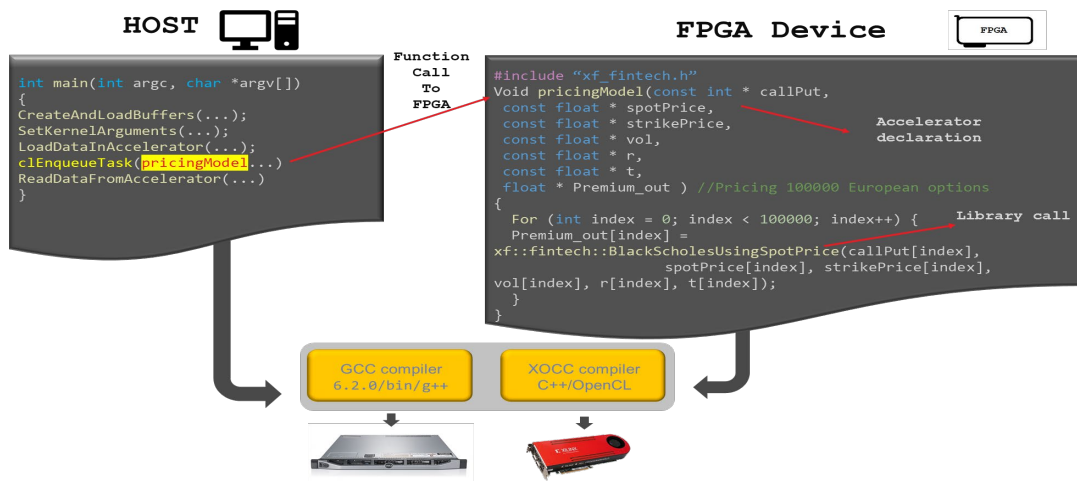 HOST
int main(int argc, char *argv[])
{
CreateAndLoadBuffers(...);
SetKernelArguments(...);
LoadDataInAccelerator(...);
clEnqueueTask(pricingModel...)
ReadDataFromAccelerator(...)
}
Function
Call
To
FPGA
FPGA Device
FPGA
#include “xf_fintech.h”
Void pricingModel(const int * callPut,
const float * spotPrice,
const float * strikePrice,
const float * vol,
const float * r,
const float * t,
float * Premium_out ) //Pricing 100000 European options
{
For (int index = 0; index < 100000; index++) {
Premium_out[index] =
xf::fintech::BlackScholesUsingSpotPrice(callPut[index],
spotPrice[index], strikePrice[index],
vol[index], r[index], t[index]);
}
}
Accelerator
declaration
Library call
GCC compiler
6.2.0/bin/g++
XOCC compiler
C++/OpenCL
XILINX